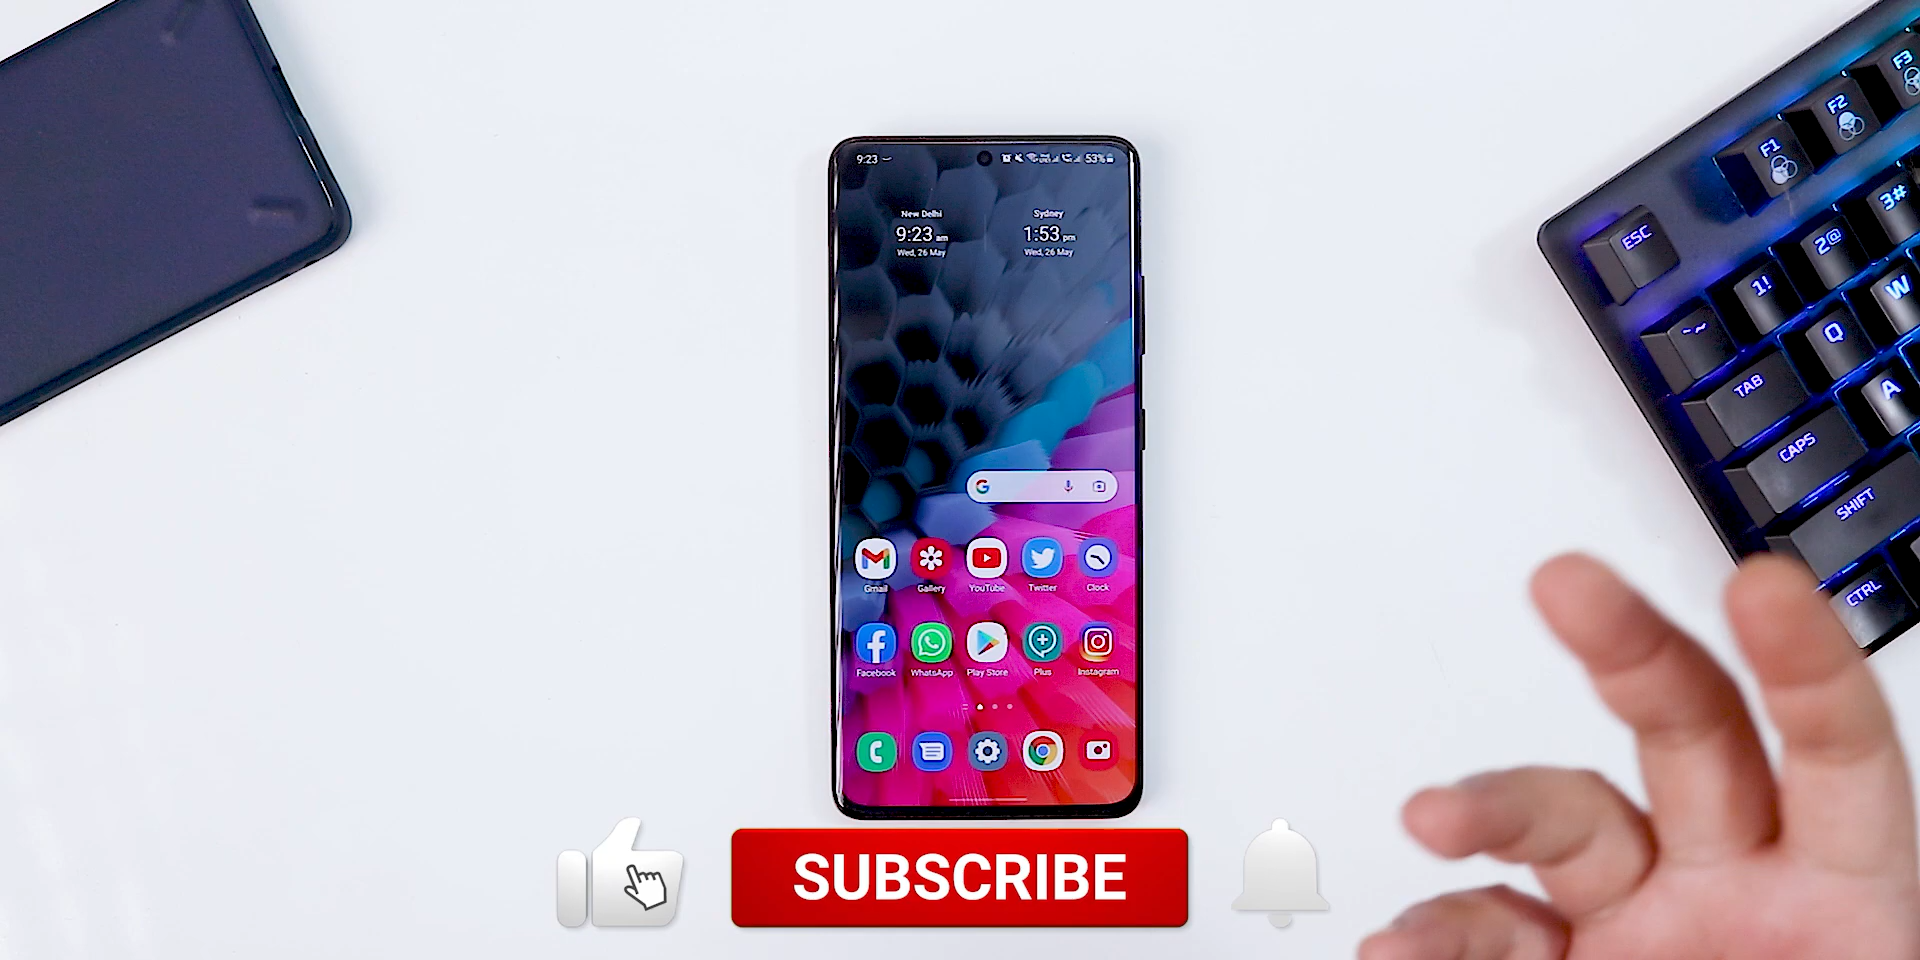 9:23
53%
New Delhi
9:23 am
Wed, 26 May
Sydney
1:53 pm
Wed, 26 May
G
Gmail
Gallery
YouTube
Twitter
Clock
Facebook
WhatsApp
Play Store
Plus
Instagram
SUBSCRIBE
F1
F2
F3
ESC
~
1!
2@
3#
TAB
Q
W
CAPS
A
SHIFT
CTRL